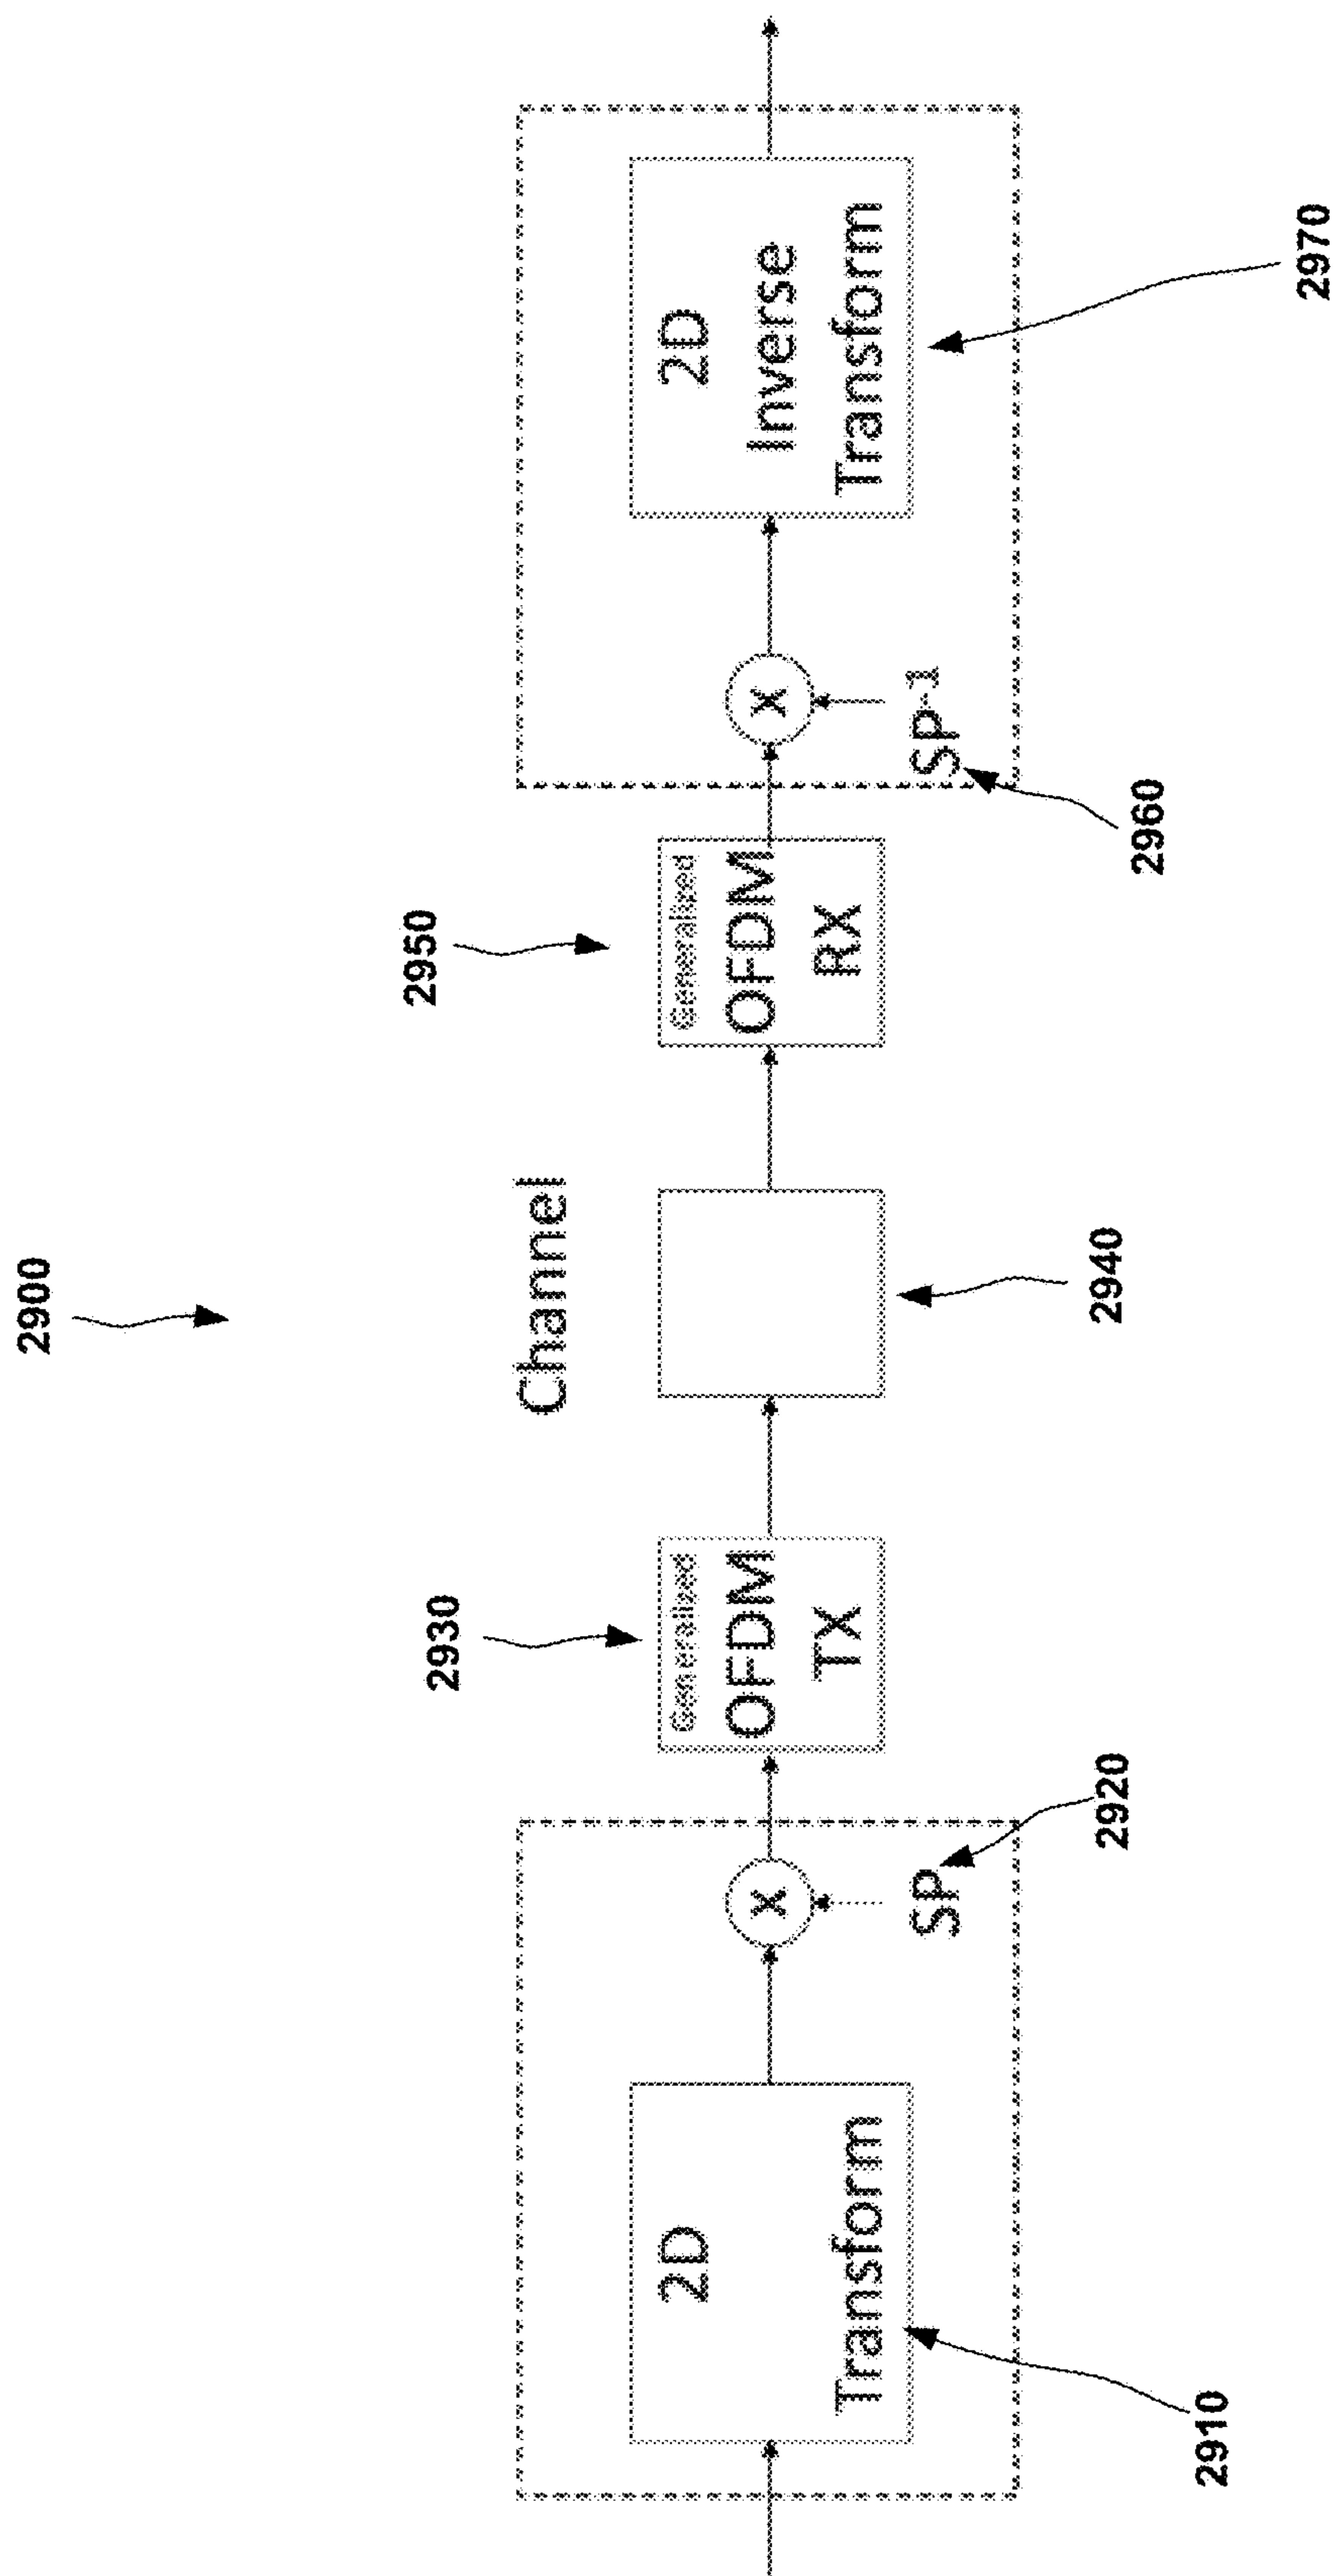 2900
Channel
2D
Transform
2910
X
SP
2920
Generalized
OFDM
TX
2930
2940
Generalized
OFDM
RX
2950
X
SP-1
2960
2D
Inverse
Transform
2970